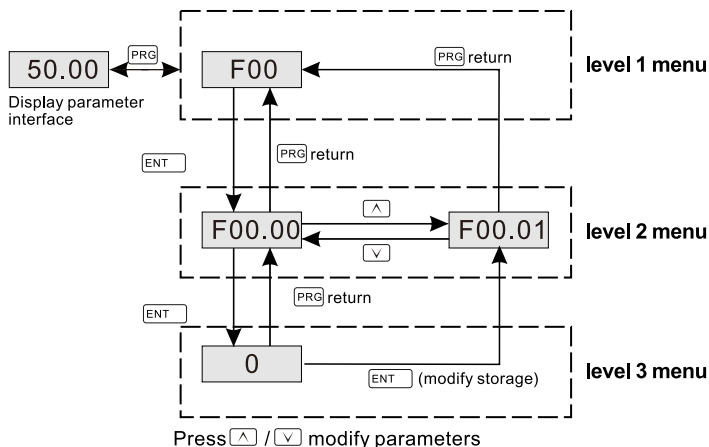 PRG
PRG return
level 1 menu
50.00
F00
Display parameter
interface
PRG return
ENT
∧
F00.00
F00.01
level 2 menu
∨
PRG return
ENT
0
level 3 menu
ENT (modify storage)
Press ∧ / ∨ modify parameters